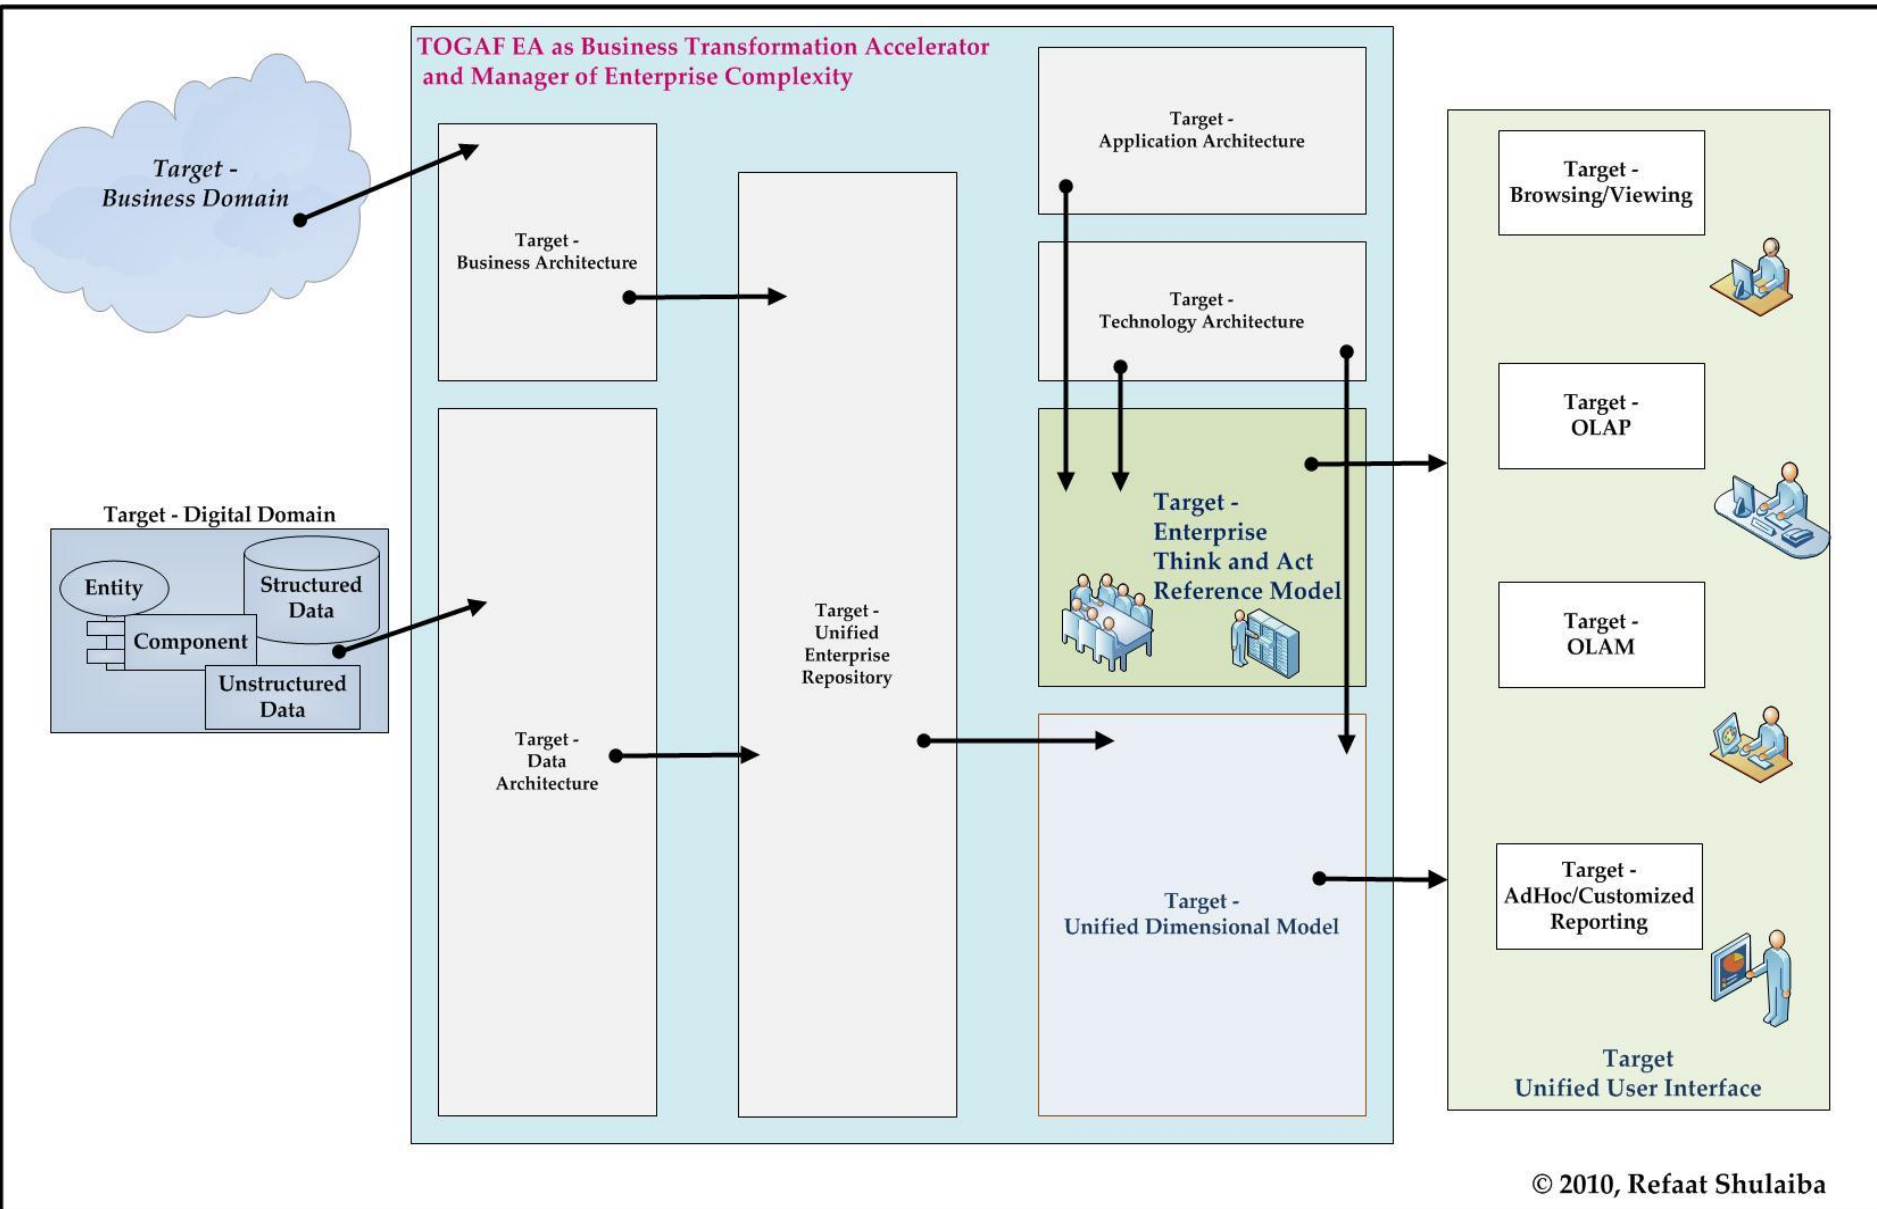 TOGAF EA as Business Transformation Accelerator
and Manager of Enterprise Complexity
Target -
Business Domain
Target -
Business Architecture
Target - Digital Domain
Entity
Structured
Data
Component
Unstructured
Data
Target -
Data
Architecture
Target -
Unified
Enterprise
Repository
Target -
Application Architecture
Target -
Technology Architecture
Target -
Enterprise
Think and Act
Reference Model
Target -
Unified Dimensional Model
Target -
Browsing/Viewing
Target -
OLAP
Target -
OLAM
Target -
AdHoc/Customized
Reporting
Target
Unified User Interface
© 2010, Refaat Shulaiba